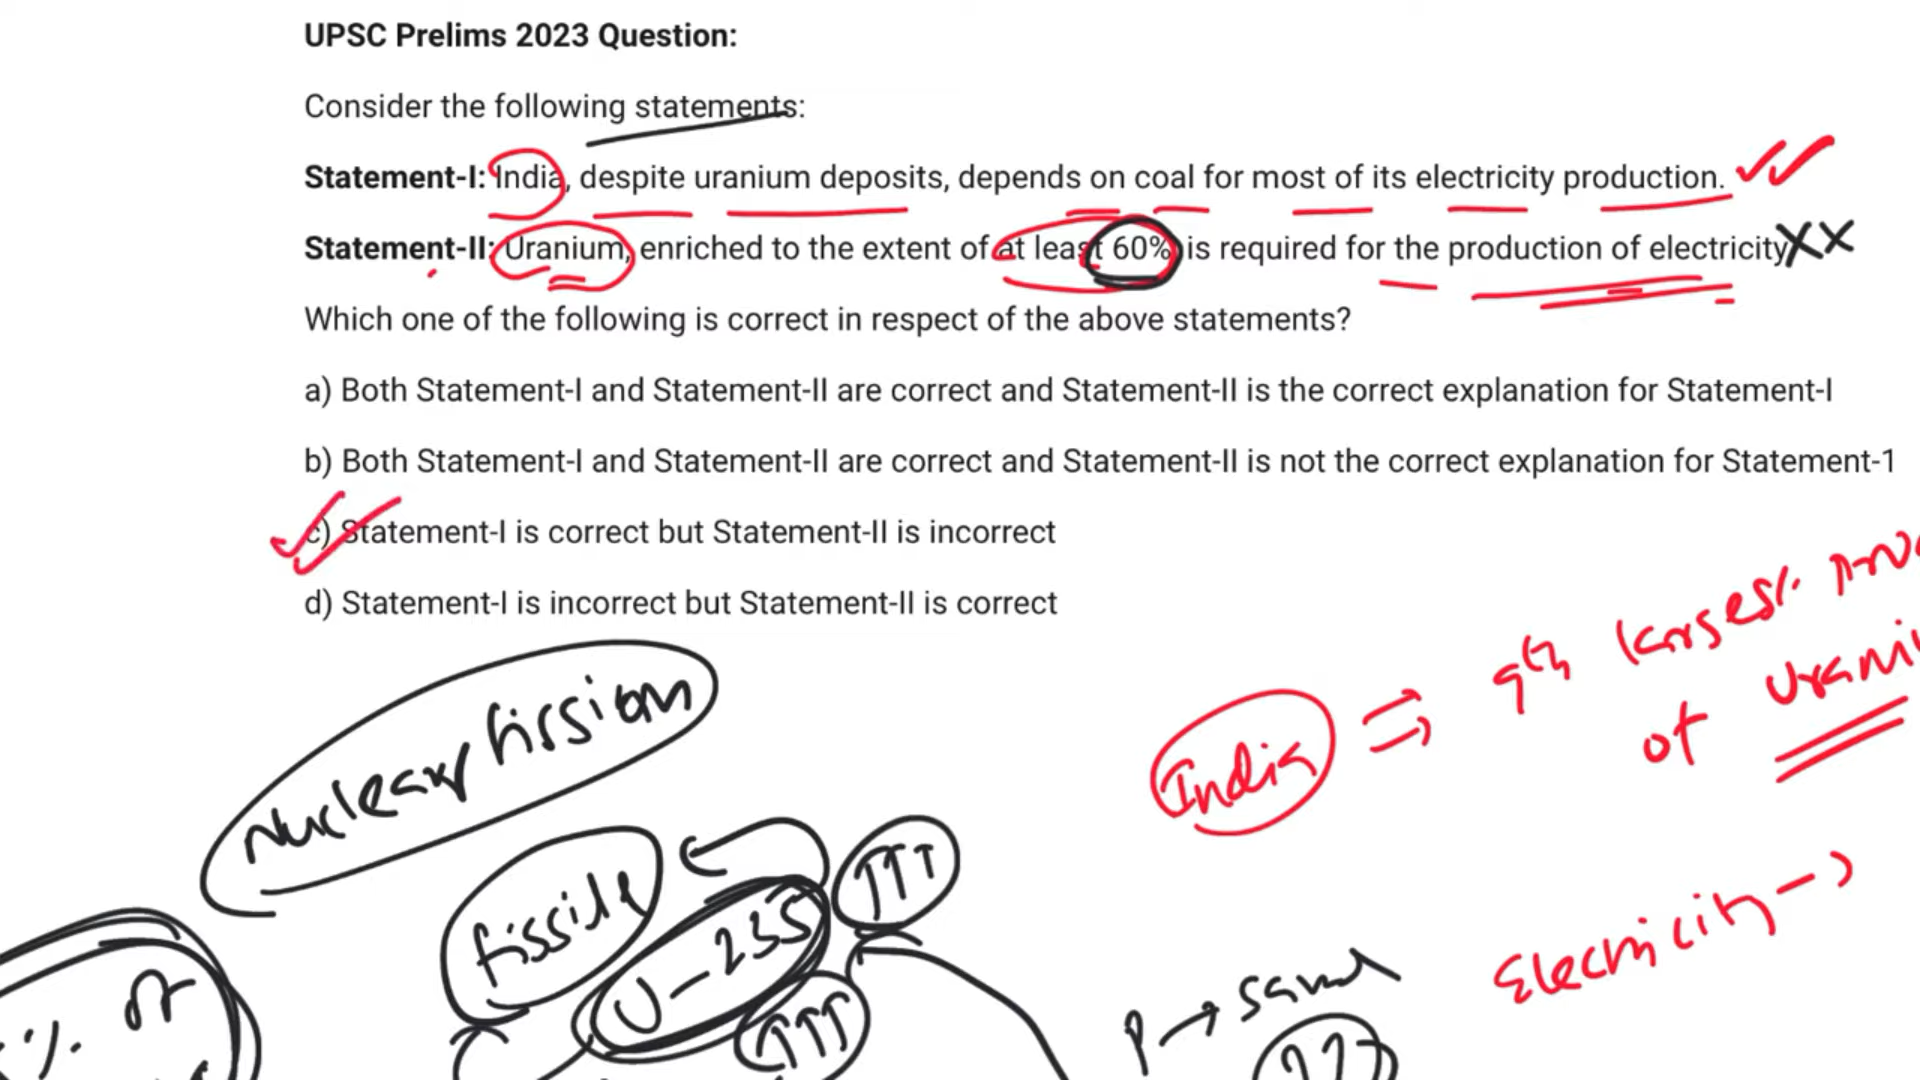 UPSC Prelims 2023 Question:
Consider the following statements:
Statement-I: India, despite uranium deposits, depends on coal for most of its electricity production.
Statement-II: Uranium, enriched to the extent of at least 60% is required for the production of electricity
Which one of the following is correct in respect of the above statements?
a) Both Statement-I and Statement-II are correct and Statement-II is the correct explanation for Statement-I
b) Both Statement-I and Statement-II are correct and Statement-II is not the correct explanation for Statement-1
c) Statement-I is correct but Statement-II is incorrect
d) Statement-I is incorrect but Statement-II is correct
9th largest
India ⇒ of
Nuclear fission
fissile
U-235
Electricity →
% of
P → sand